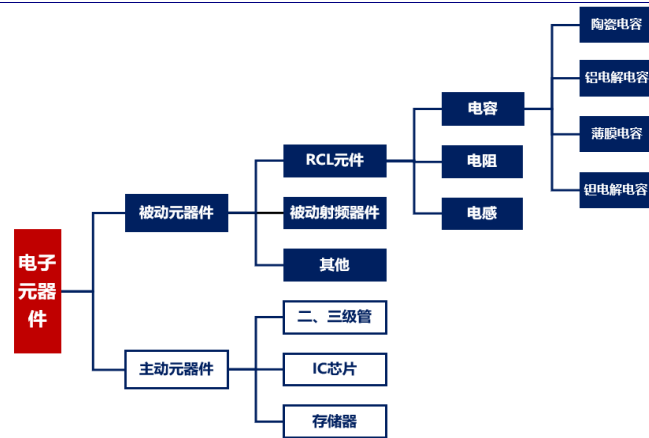 陶瓷电容
铝电解电容
电容
薄膜电容
RCL元件
电阻
钽电解电容
被动元器件
被动射频器件
电感
电子
元器
件
其他
二、三级管
主动元器件
IC芯片
存储器